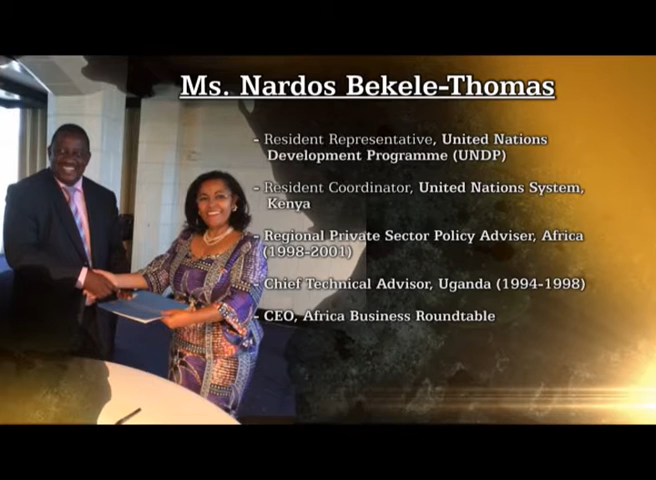 Ms. Nardos Bekele-Thomas
- Resident Representative, United Nations
Development Programme (UNDP)
- Resident Coordinator, United Nations System,
Kenya
- Regional Private Sector Policy Adviser, Africa
(1998-2001)
- Chief Technical Advisor, Uganda (1994-1998)
- CEO, Africa Business Roundtable